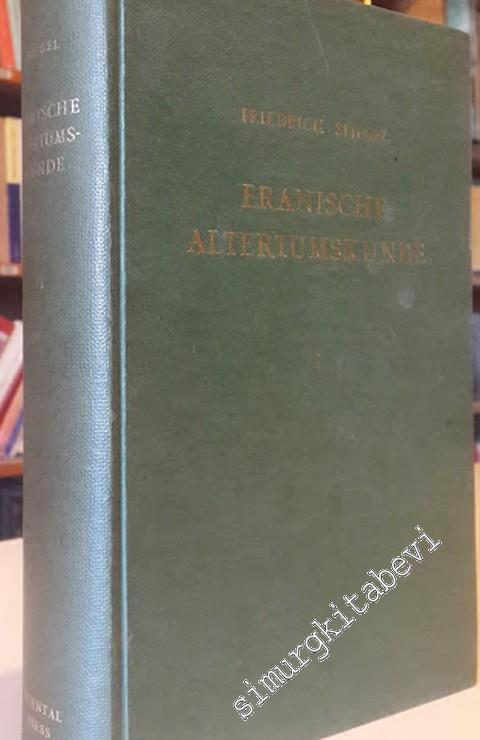 FRIEDRICH SPIEGEL
ERANISCHE
ALTERTUMSKUNDE
I
simurgkitabevi